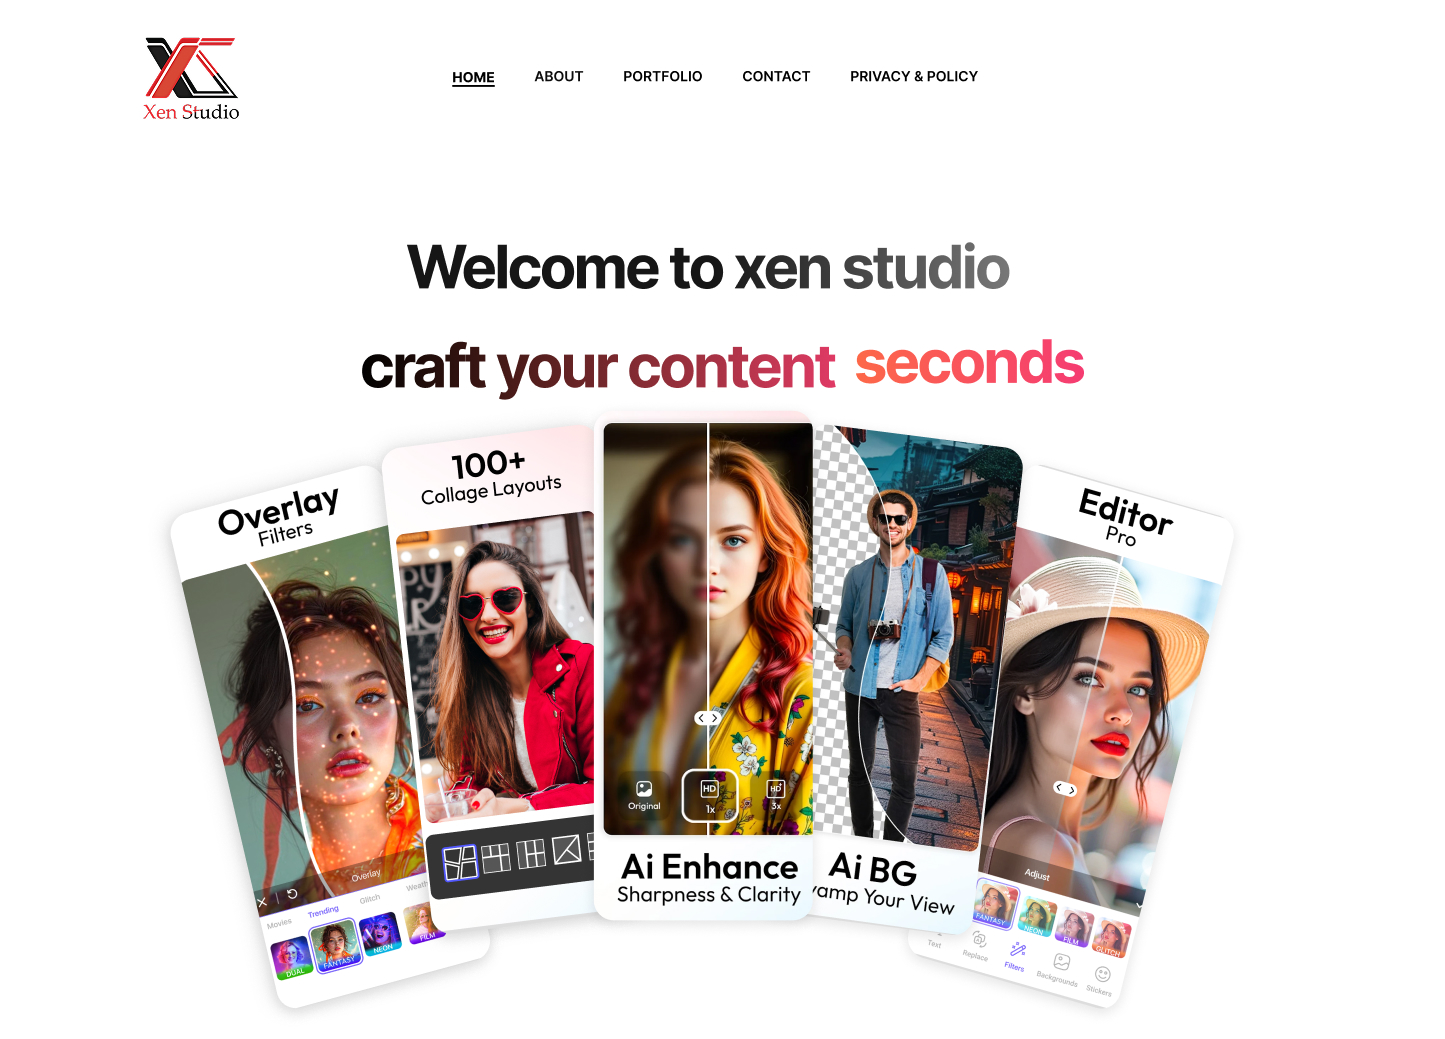 Xen Studio
HOME
ABOUT
PORTFOLIO
CONTACT
PRIVACY & POLICY
Welcome to xen studio
craft your content seconds
Overlay
Filters
Overlay
Movies
Trending
Glitch
Weath
DUAL
FANTASY
NEON
FILM
100+
Collage Layouts
Original
HD
1x
HD
3x
Ai Enhance
Sharpness & Clarity
Ai BG
vamp Your View
Editor
Pro
Adjust
FANTASY
NEON
FILM
GLITCH
Text
Replace
Filters
Backgrounds
Stickers